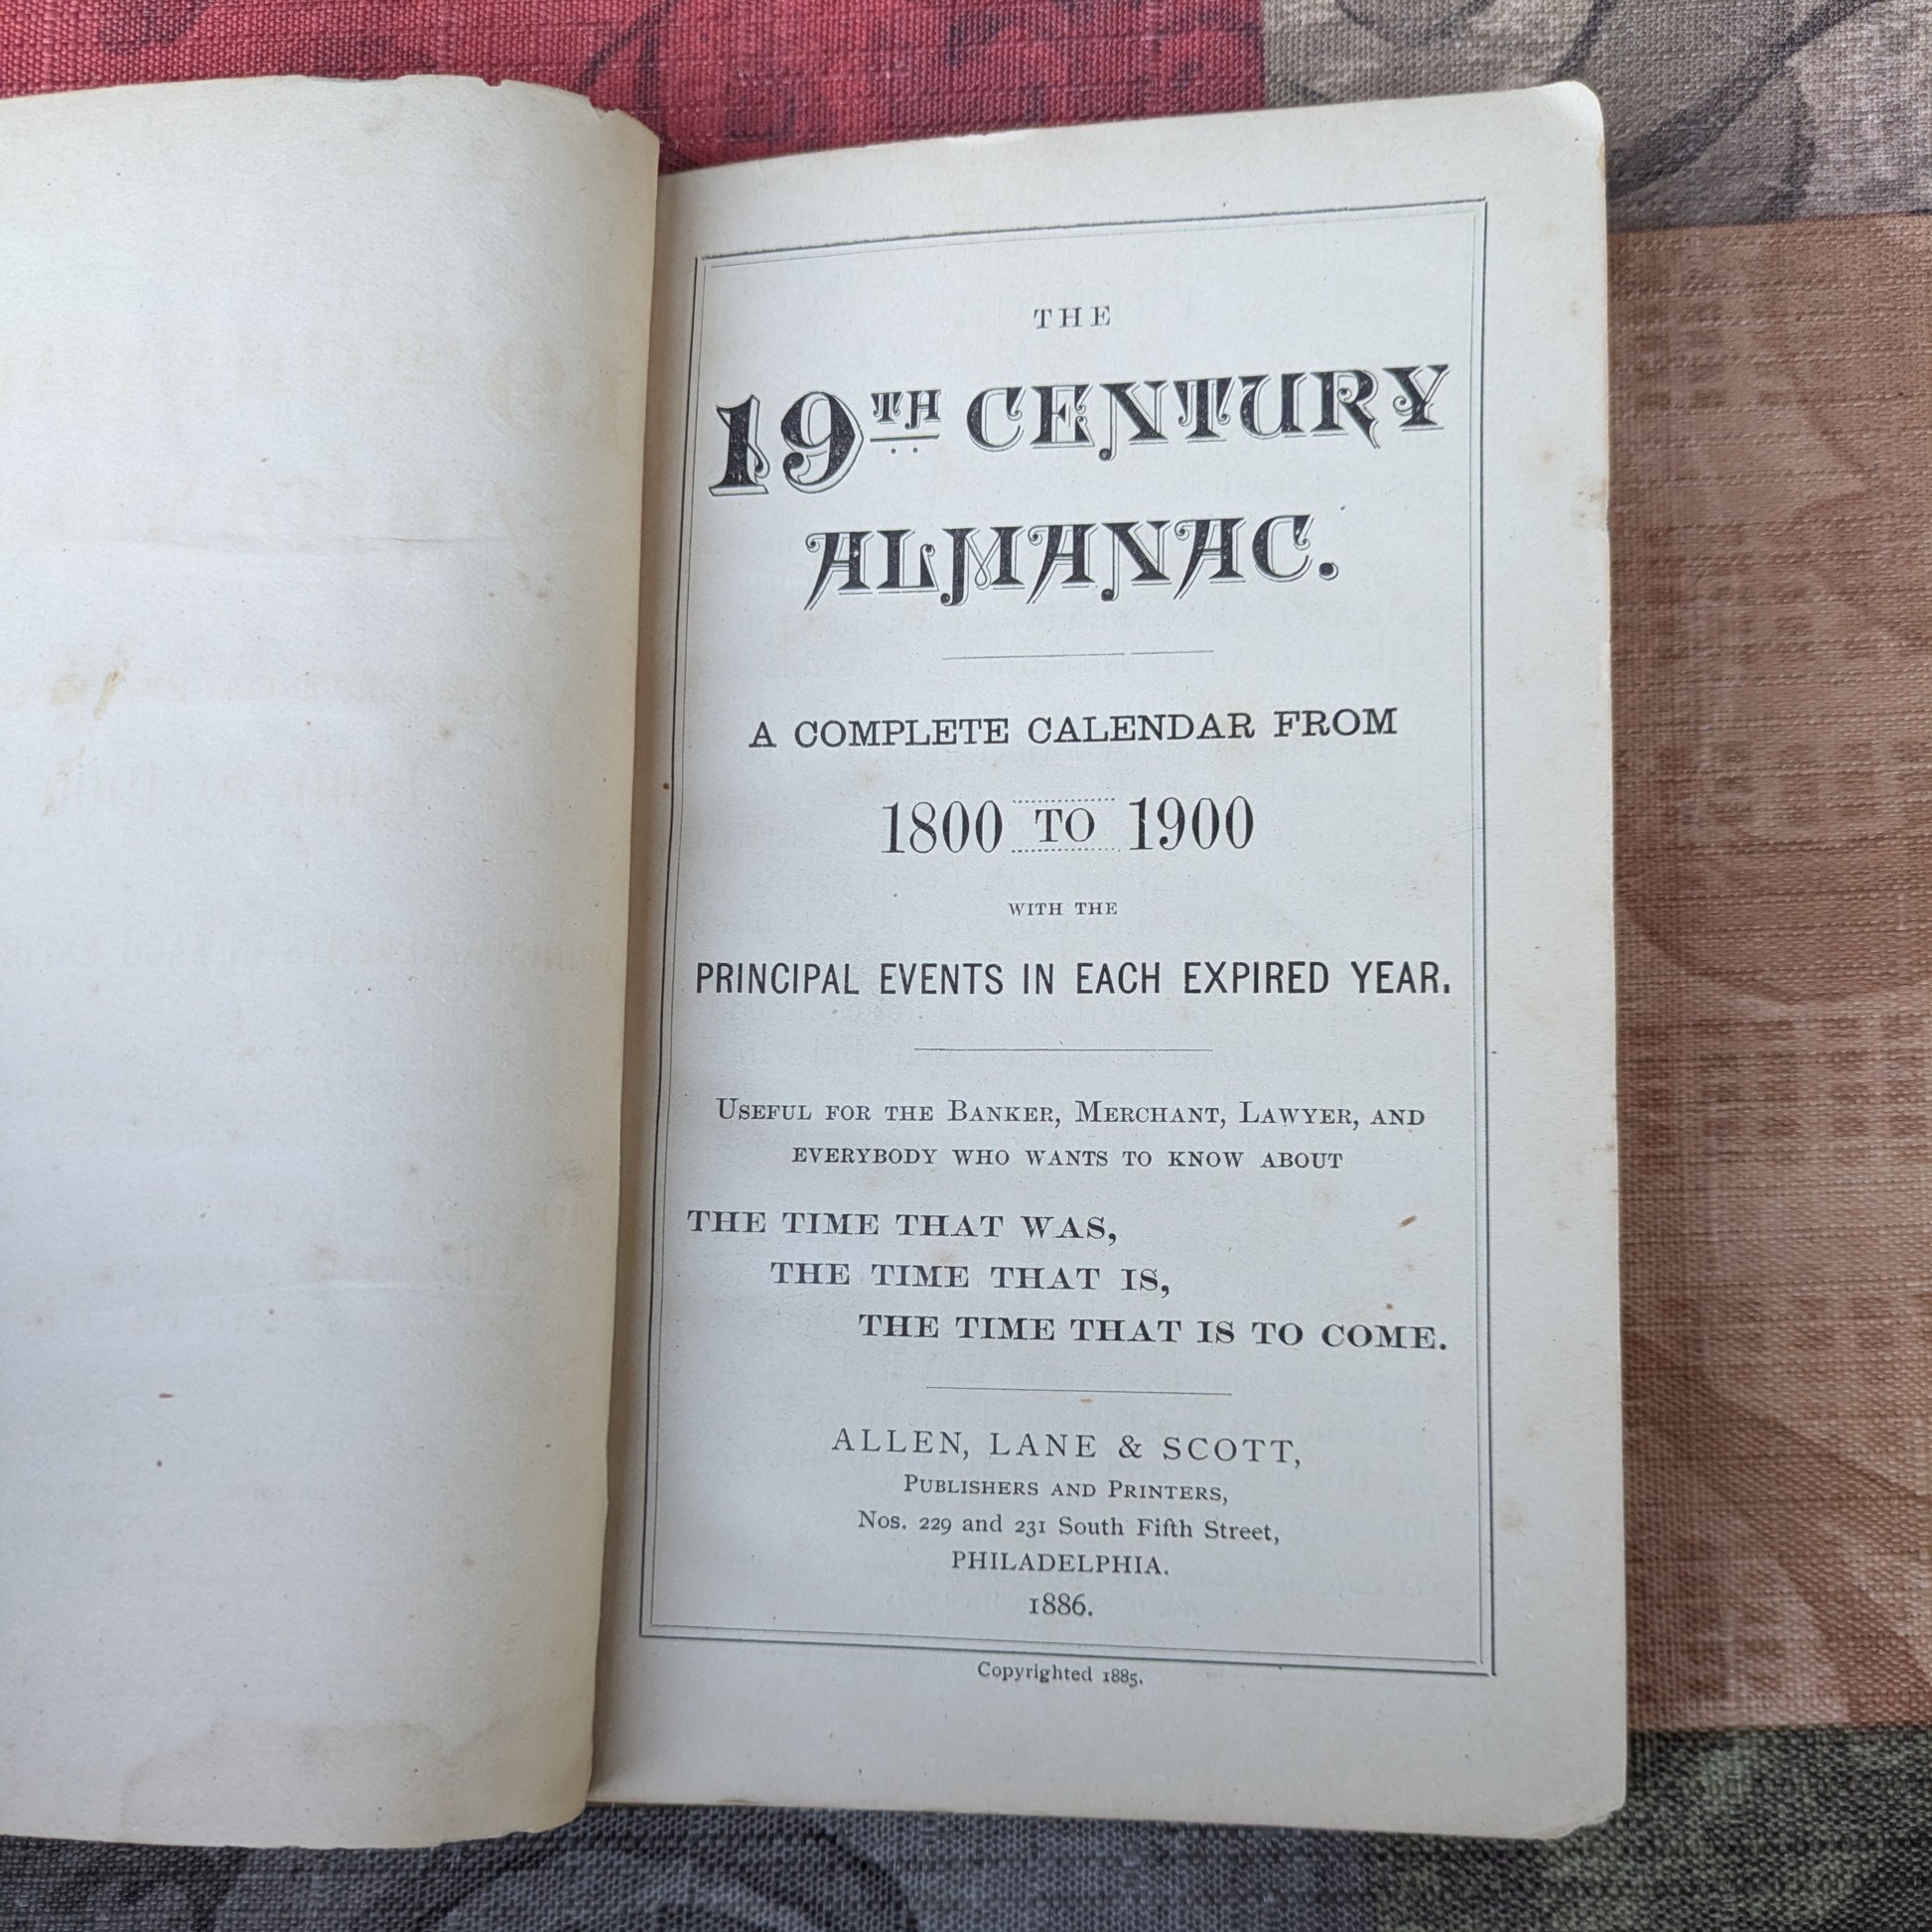 THE
19TH CENTURY
ALMANAC.
A COMPLETE CALENDAR FROM
1800 TO 1900
WITH THE
PRINCIPAL EVENTS IN EACH EXPIRED YEAR.
USEFUL FOR THE BANKER, MERCHANT, LAWYER, AND
EVERYBODY WHO WANTS TO KNOW ABOUT
THE TIME THAT WAS,
THE TIME THAT IS,
THE TIME THAT IS TO COME.
ALLEN, LANE & SCOTT,
PUBLISHERS AND PRINTERS,
Nos. 229 and 231 South Fifth Street,
PHILADELPHIA.
1886.
Copyrighted 1885.